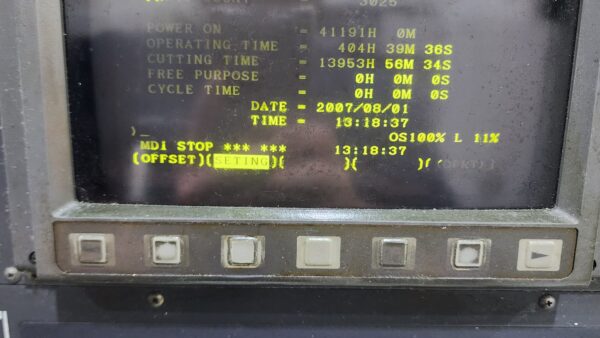 = 3025
POWER ON = 41191H 0M
OPERATING TIME = 404H 39M 36S
CUTTING TIME = 13953H 56M 34S
FREE PURPOSE = 0H 0M 0S
CYCLE TIME = 0H 0M 0S
DATE = 2007/08/01
TIME = 13:18:37
)_
OS100% L 11%
MDI STOP *** *** 13:18:37
(OFFSET)(SETING)( )( )(